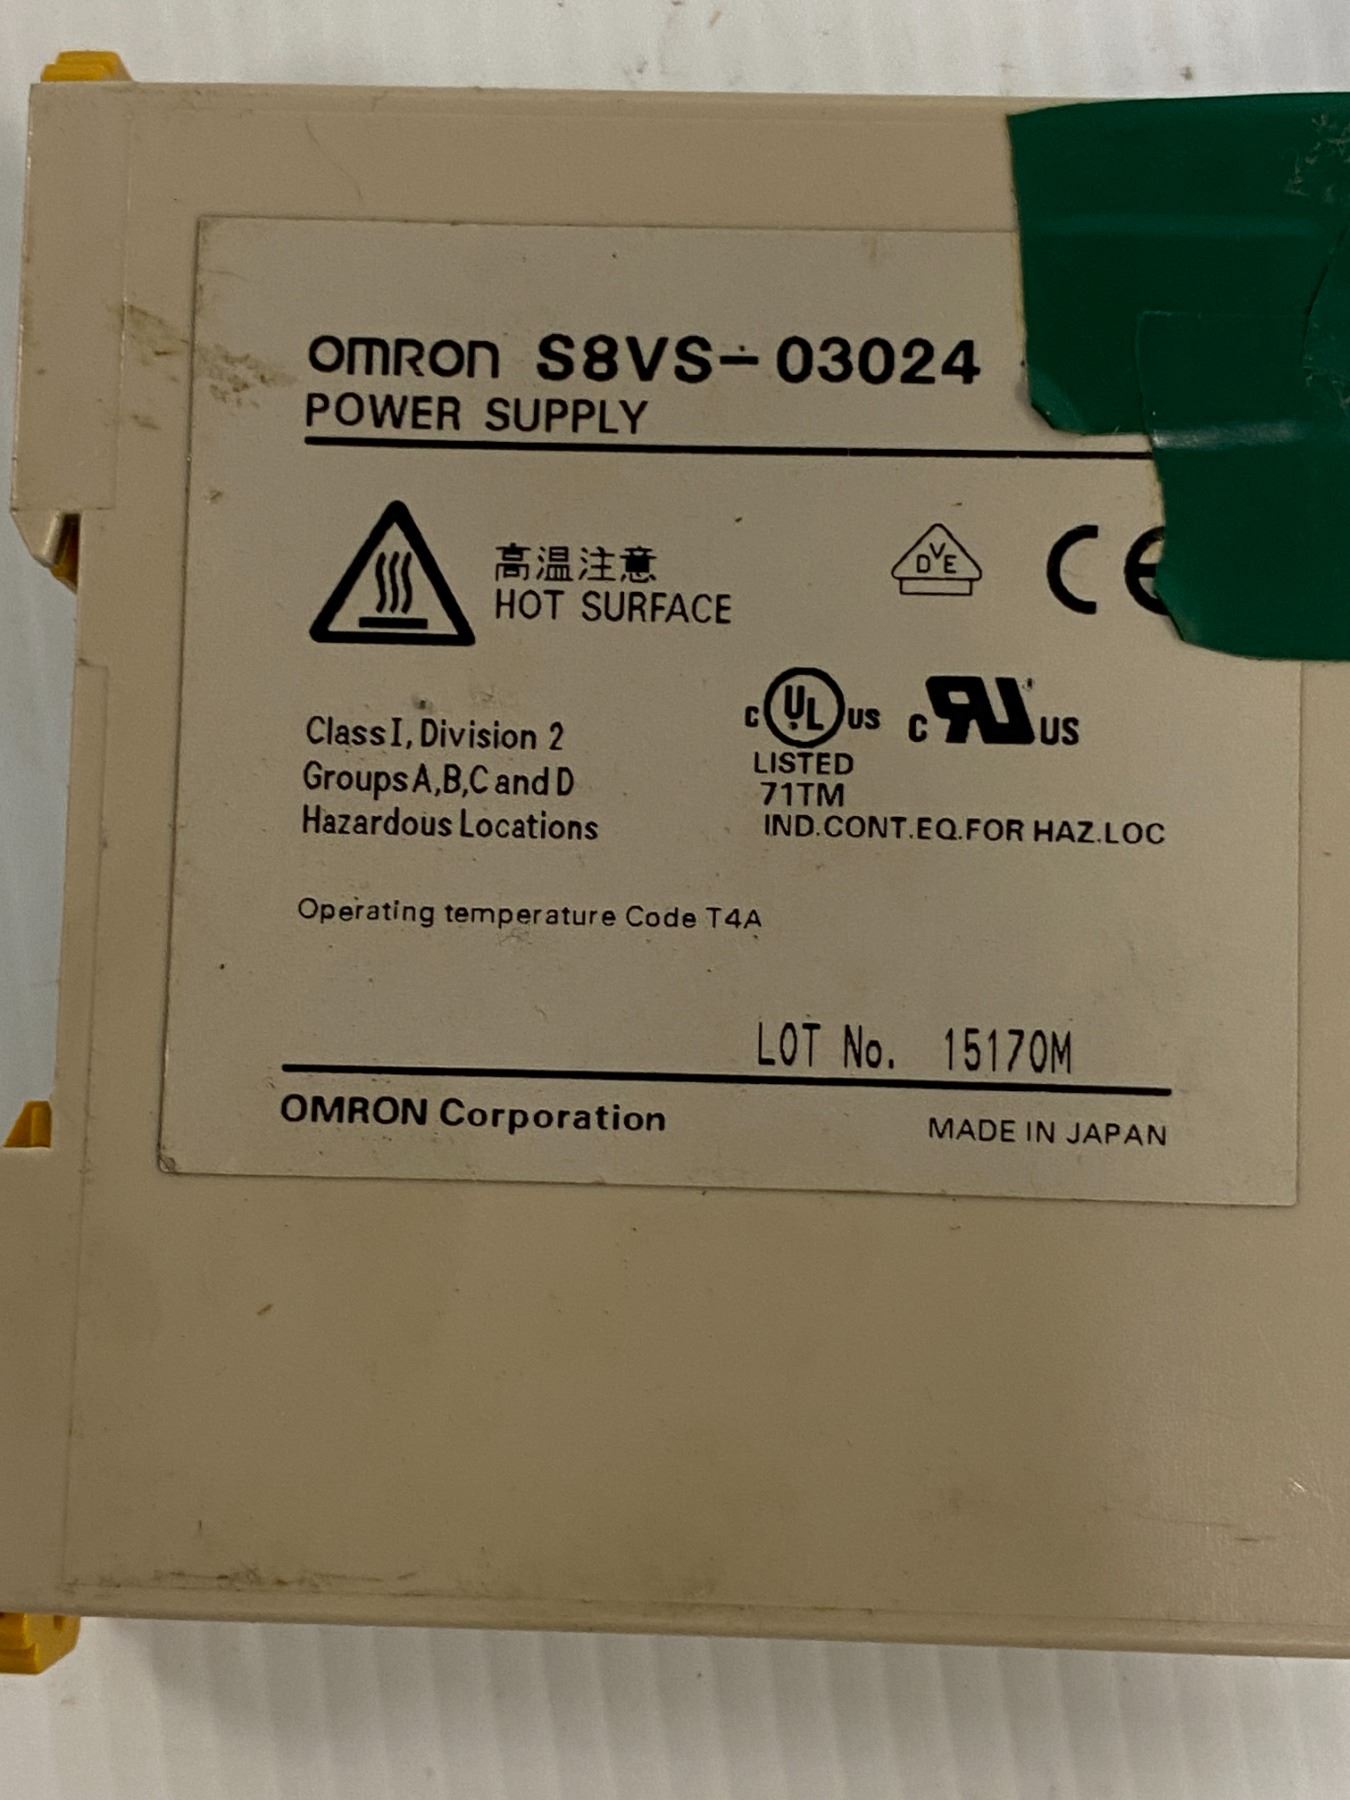 OMRON S8VS-03024
POWER SUPPLY
高温注意
HOT SURFACE
DVE
CE
Class I, Division 2
Groups A,B,C and D
Hazardous Locations
C UL US
C RU US
LISTED
71TM
IND.CONT.EQ.FOR HAZ.LOC
Operating temperature Code T4A
LOT No. 15170M
OMRON Corporation
MADE IN JAPAN